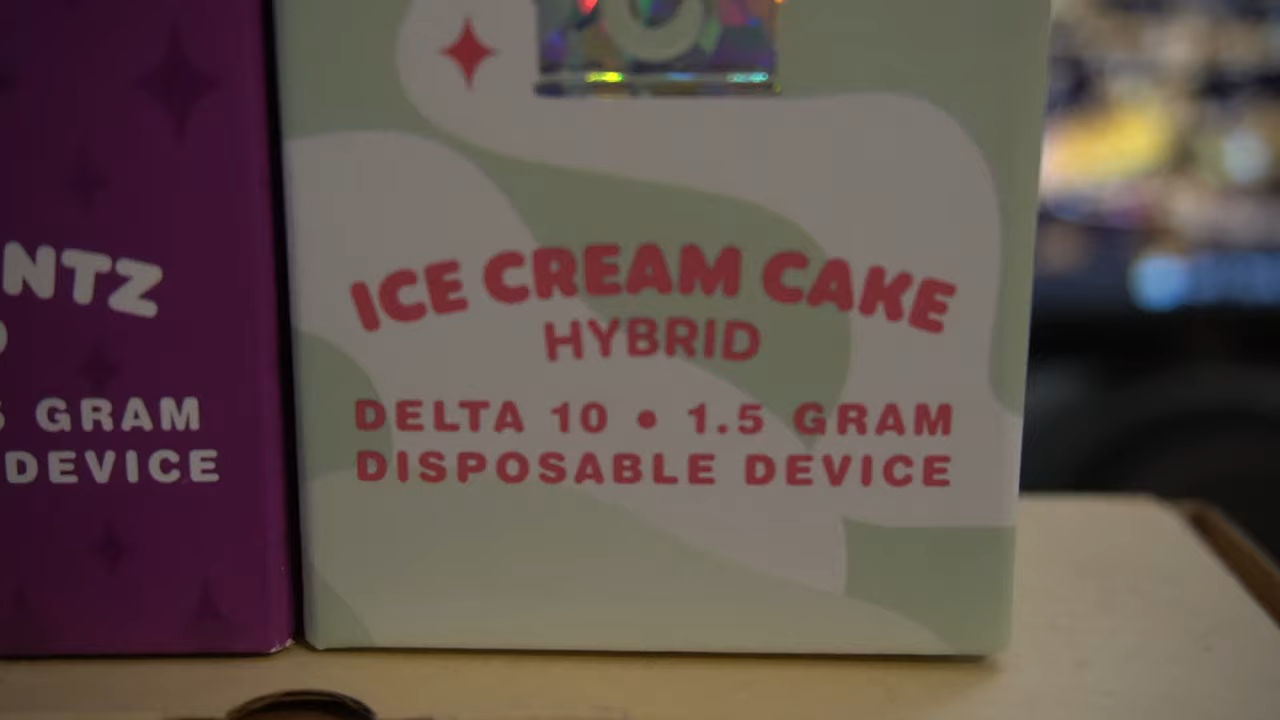 NTZ
GRAM
DEVICE
ICE CREAM CAKE
HYBRID
DELTA 10 • 1.5 GRAM
DISPOSABLE DEVICE